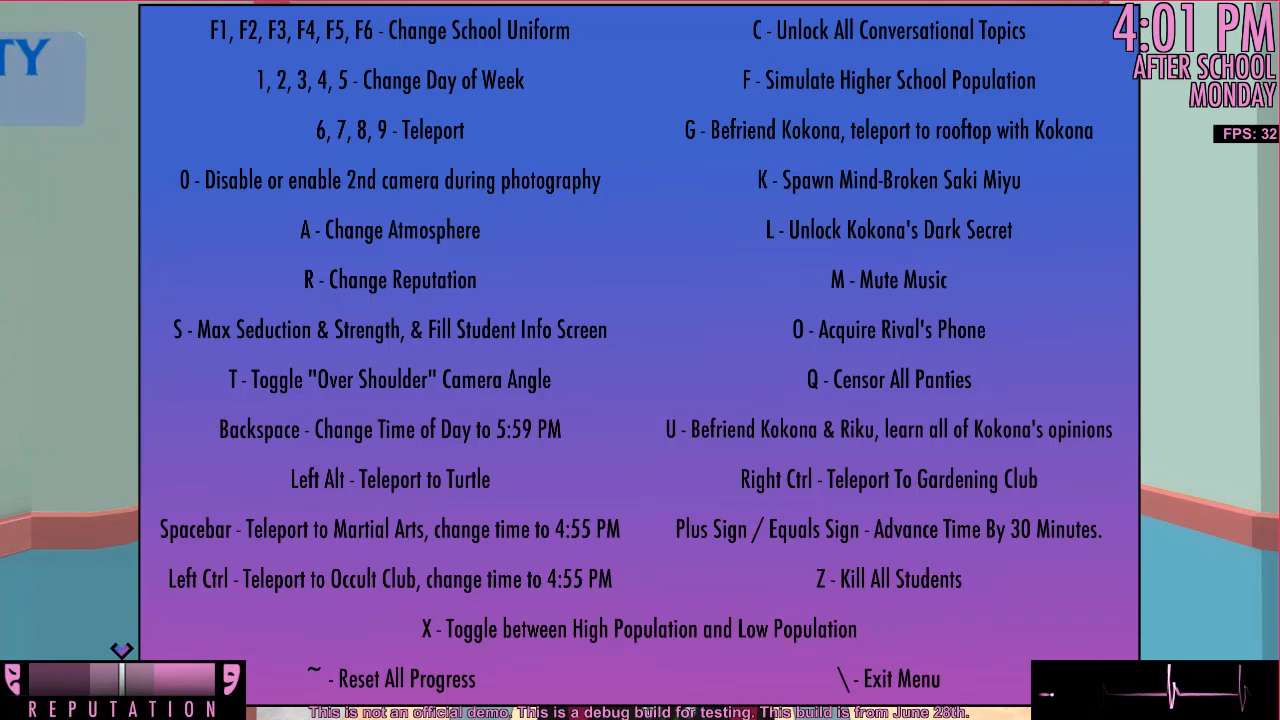 TY
F1, F2, F3, F4, F5, F6 - Change School Uniform
1, 2, 3, 4, 5 - Change Day of Week
6, 7, 8, 9 - Teleport
0 - Disable or enable 2nd camera during photography
A - Change Atmosphere
R - Change Reputation
S - Max Seduction & Strength, & Fill Student Info Screen
T - Toggle "Over Shoulder" Camera Angle
Backspace - Change Time of Day to 5:59 PM
Left Alt - Teleport to Turtle
Spacebar - Teleport to Martial Arts, change time to 4:55 PM
Left Ctrl - Teleport to Occult Club, change time to 4:55 PM
C - Unlock All Conversational Topics
F - Simulate Higher School Population
G - Befriend Kokona, teleport to rooftop with Kokona
K - Spawn Mind-Broken Saki Miyu
L - Unlock Kokona's Dark Secret
M - Mute Music
O - Acquire Rival's Phone
Q - Censor All Panties
U - Befriend Kokona & Riku, learn all of Kokona's opinions
Right Ctrl - Teleport To Gardening Club
Plus Sign / Equals Sign - Advance Time By 30 Minutes.
Z - Kill All Students
X - Toggle between High Population and Low Population
~ - Reset All Progress
\ - Exit Menu
4:01 PM
AFTER SCHOOL
MONDAY
FPS: 32
REPUTATION
This is not an official demo. This is a debug build for testing. This build is from June 28th.